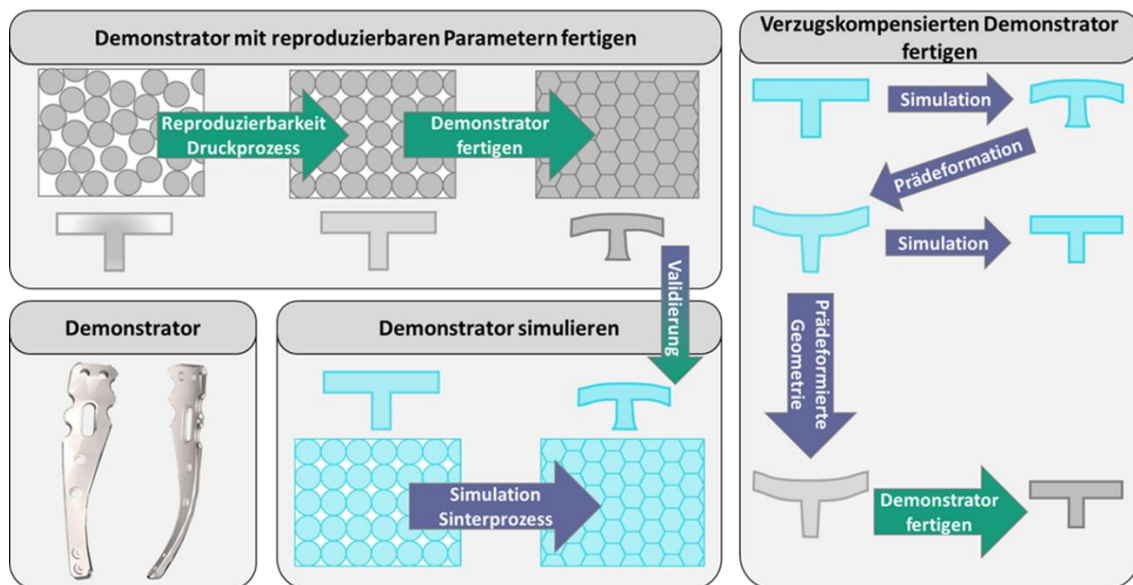 Demonstrator mit reproduzierbaren Parametern fertigen
Reproduzierbarkeit
Druckprozess
Demonstrator
fertigen
Validierung
Demonstrator
Demonstrator simulieren
Simulation
Sinterprozess
Verzugskompensierten Demonstrator
fertigen
Simulation
Prädeformation
Simulation
Prädeformierte
Geometrie
Demonstrator
fertigen